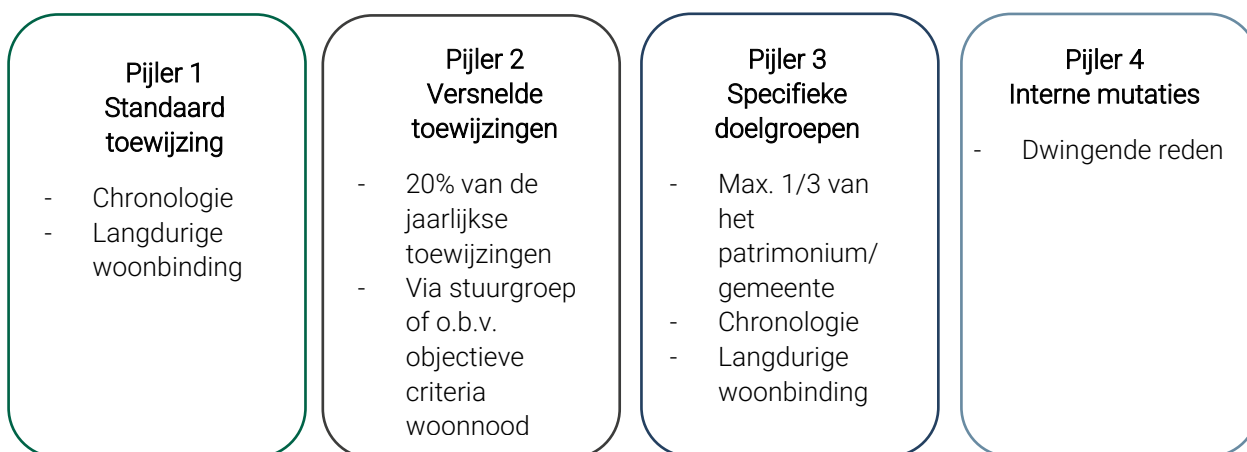 Pijler 1
Standaard
toewijzing
- Chronologie
- Langdurige
woonbinding
Pijler 2
Versnelde
toewijzingen
- 20% van de
jaarlijkse
toewijzingen
- Via stuurgroep
of o.b.v.
objectieve
criteria
woonnood
Pijler 3
Specifieke
doelgroepen
- Max. 1/3 van
het
patrimonium/
gemeente
- Chronologie
- Langdurige
woonbinding
Pijler 4
Interne mutaties
- Dwingende reden